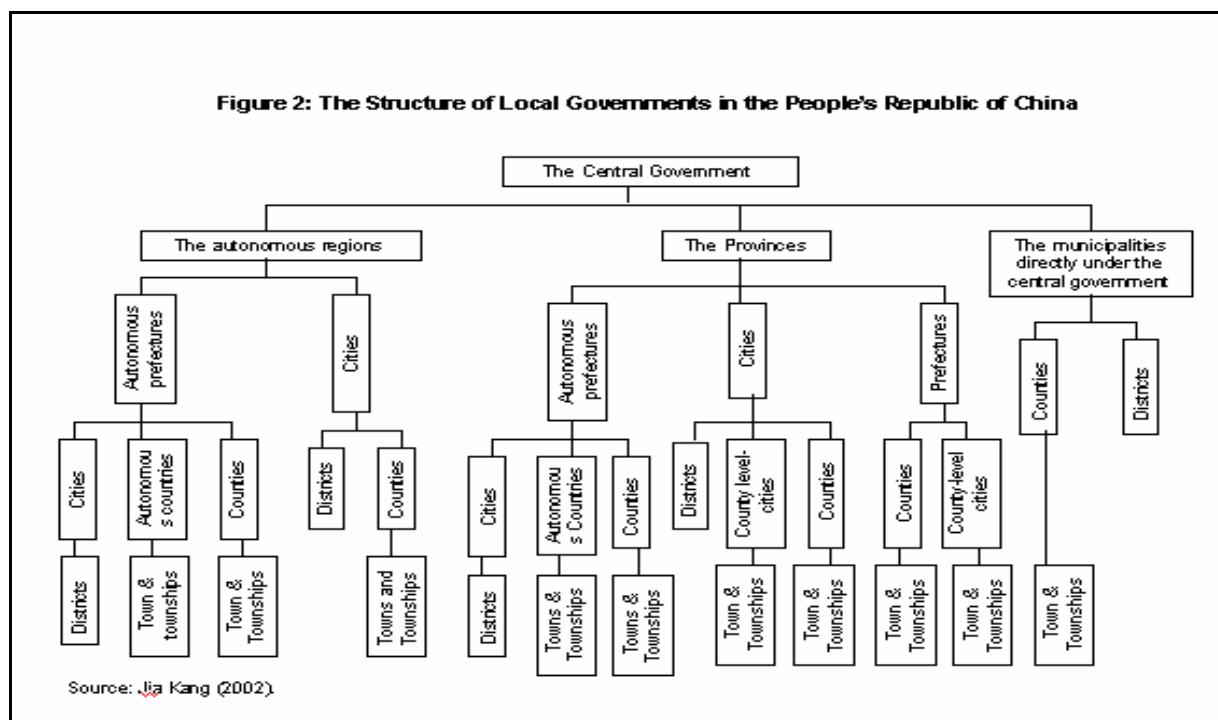 Figure 2: The Structure of Local Governments in the People's Republic of China
The Central Government
The autonomous regions
The Provinces
The municipalities
directly under the
central government
Autonomous
prefectures
Cities
Autonomous
prefectures
Cities
Prefectures
Counties
Districts
Cities
Autonomou
s countries
Counties
Districts
Counties
Cities
Autonomou
s Countries
Counties
Districts
County level-
cities
Counties
Counties
County-level
cities
Districts
Town &
townships
Town &
Townships
Towns and
Townships
Districts
Towns &
Townships
Towns &
Townships
Town &
Townships
Town &
Townships
Town &
Townships
Town &
Townships
Town &
Townships
Source: Jia Kang (2002).